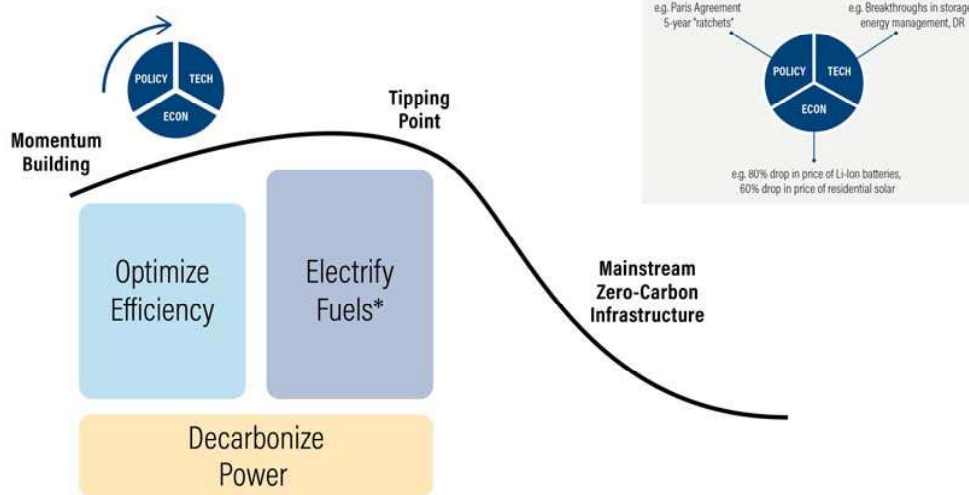 POLICY
TECH
ECON
Momentum
Building
Tipping
Point
Optimize
Efficiency
Electrify
Fuels*
Decarbonize
Power
Mainstream
Zero-Carbon
Infrastructure
e.g. Paris Agreement
5-year "ratchets"
e.g. Breakthroughs in storage
energy management, DR
POLICY
TECH
ECON
e.g. 80% drop in price of Li-Ion batteries,
60% drop in price of residential solar